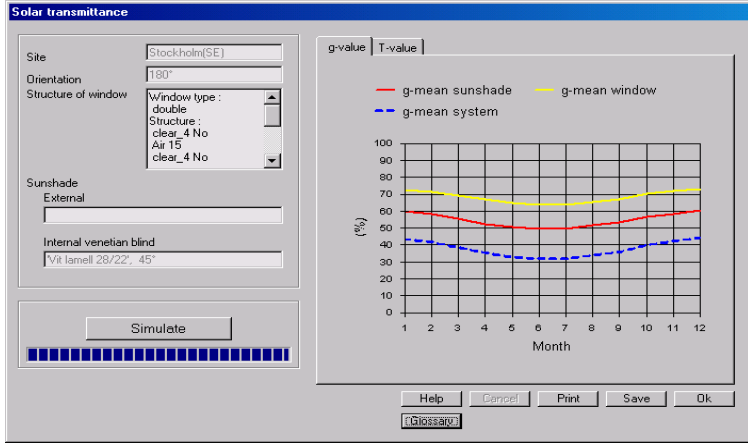 Solar transmittance
Site
Stockholm(SE)
Orientation
180°
Structure of window
Window type :
double
Structure :
clear_4 No
Air 15
clear_4 No
Sunshade
External
Internal venetian blind
'Vit lamell 28/22', 45°
Simulate
g-value
T-value
g-mean sunshade
g-mean window
g-mean system
100
90
80
70
60
50
40
30
20
10
0
(%)
1 2 3 4 5 6 7 8 9 10 11 12
Month
Help
Cancel
Print
Save
Ok
Glossary